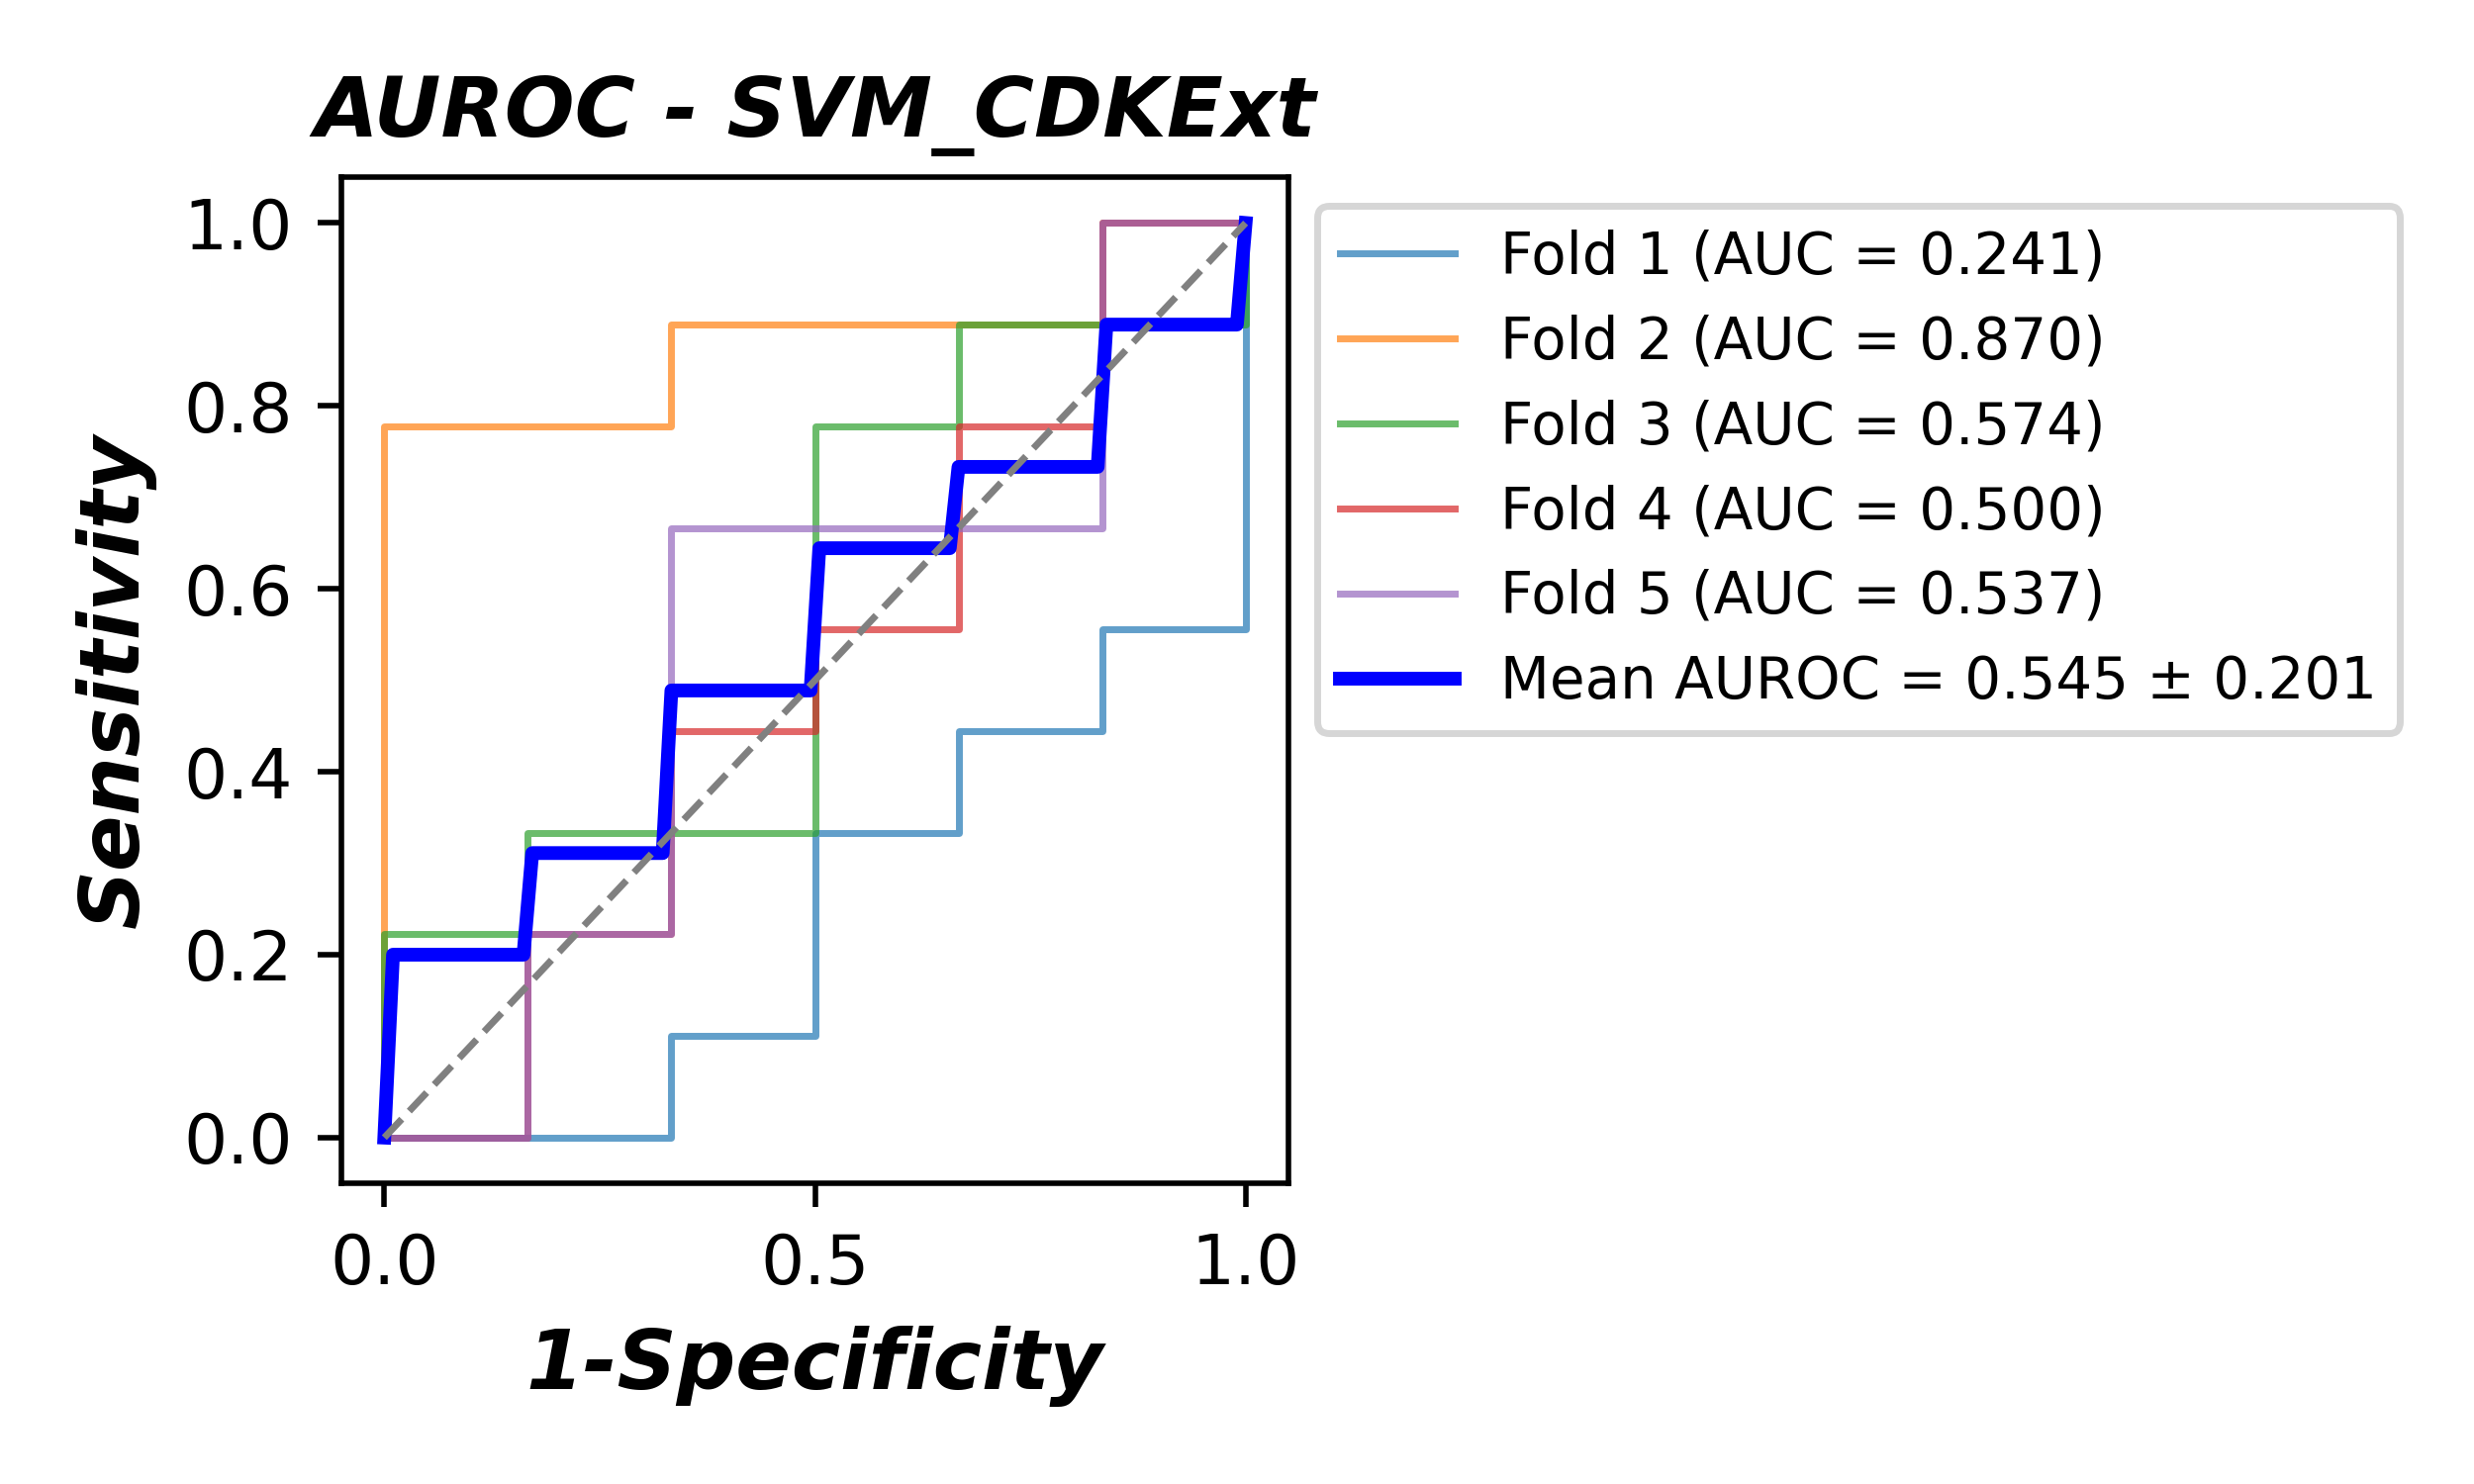 AUROC - SVM_CDKExt
1.0
0.8
0.6
0.4
0.2
0.0
Sensitivity
0.0 0.5 1.0
1-Specificity
Fold 1 (AUC = 0.241)
Fold 2 (AUC = 0.870)
Fold 3 (AUC = 0.574)
Fold 4 (AUC = 0.500)
Fold 5 (AUC = 0.537)
Mean AUROC = 0.545 ± 0.201